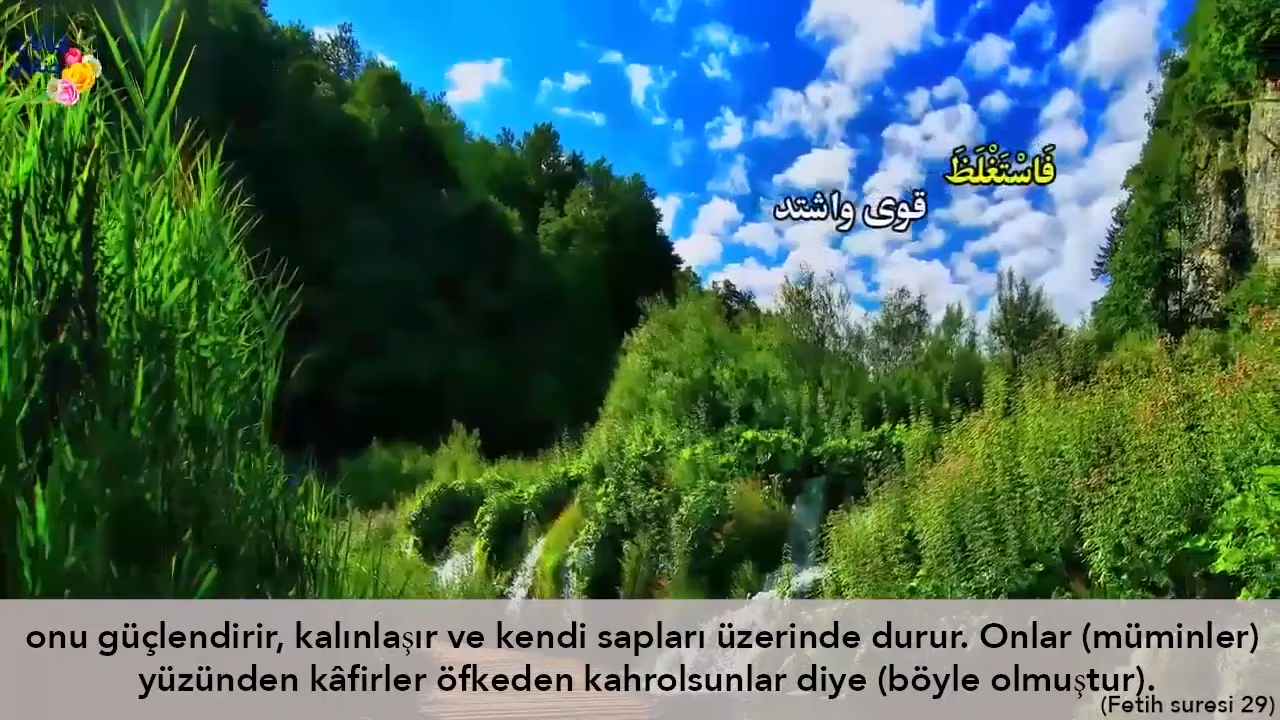 فَاسْتَغْلَظَ
قوى واشتد
onu güçlendirir, kalınlaşır ve kendi sapları üzerinde durur. Onlar (müminler)
yüzünden kâfirler öfkeden kahrolsunlar diye (böyle olmuştur).
(Fetih suresi 29)